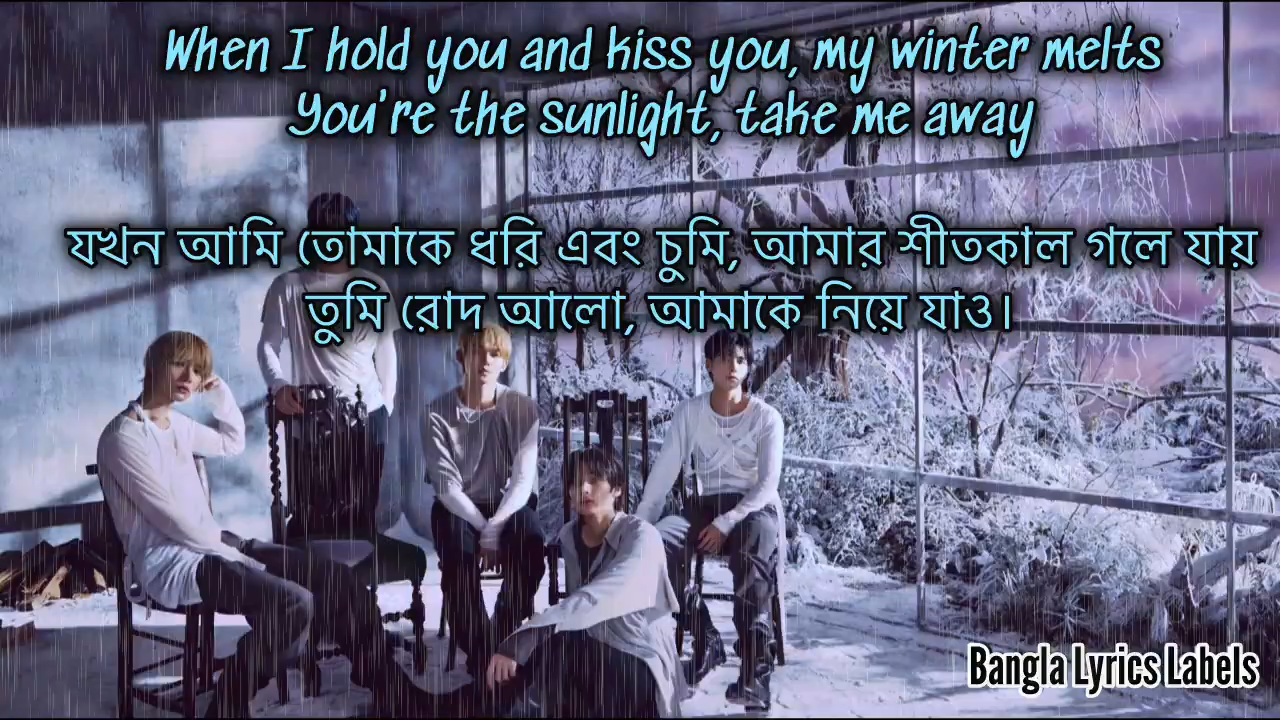 When I hold you and kiss you, my winter melts
You're the sunlight, take me away
যখন আমি তোমাকে ধরি এবং চুমি, আমার শীতকাল গলে যায়
তুমি রোদ আলো, আমাকে নিয়ে যাও।
Bangla Lyrics Labels